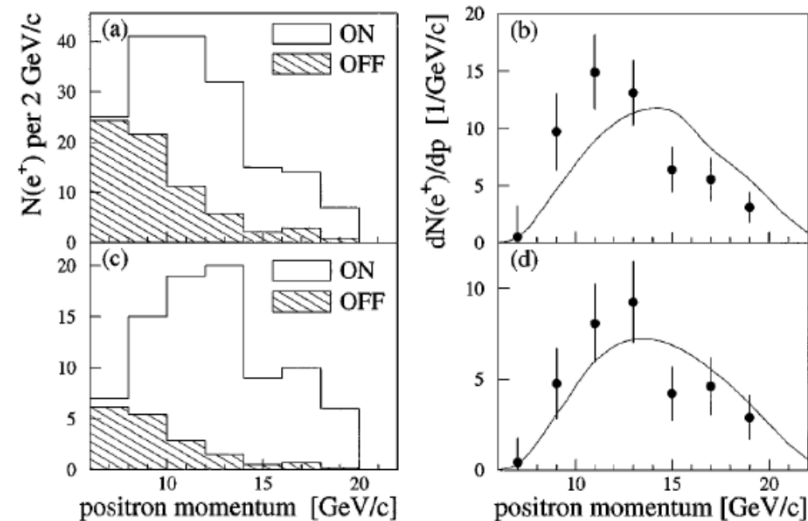 (a)
ON
OFF
N(e⁺) per 2 GeV/c
40
30
20
10
0
(b)
dN(e⁺)/dp [1/GeV/c]
20
15
10
5
0
(c)
ON
OFF
20
15
10
5
0
10 15 20
positron momentum [GeV/c]
(d)
10
5
0
10 15 20
positron momentum [GeV/c]